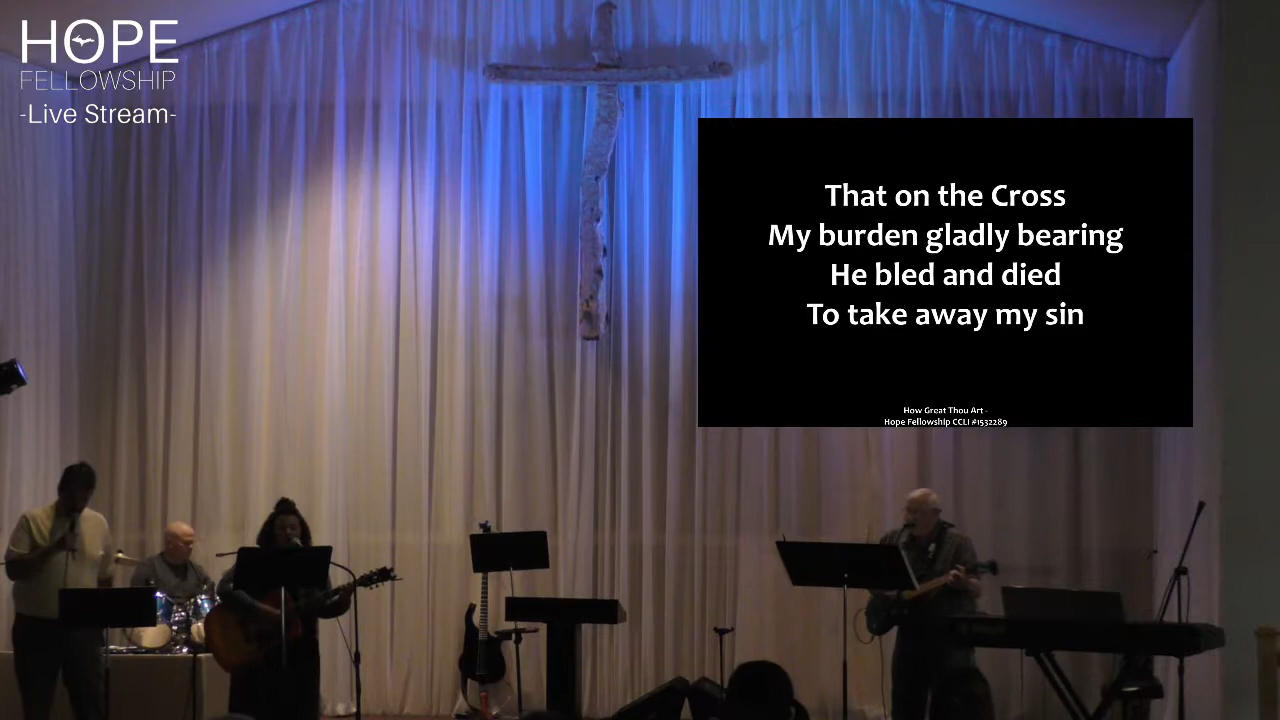 HOPE
FELLOWSHIP
-Live Stream-
That on the Cross
My burden gladly bearing
He bled and died
To take away my sin
How Great Thou Art -
Hope Fellowship CCLI #1532289